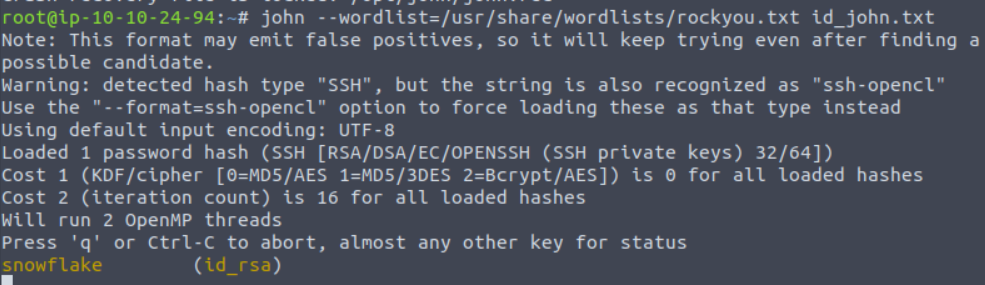 root@ip-10-10-24-94:~# john --wordlist=/usr/share/wordlists/rockyou.txt id_john.txt
Note: This format may emit false positives, so it will keep trying even after finding a
possible candidate.
Warning: detected hash type "SSH", but the string is also recognized as "ssh-opencl"
Use the "--format=ssh-opencl" option to force loading these as that type instead
Using default input encoding: UTF-8
Loaded 1 password hash (SSH [RSA/DSA/EC/OPENSSH (SSH private keys) 32/64])
Cost 1 (KDF/cipher [0=MD5/AES 1=MD5/3DES 2=Bcrypt/AES]) is 0 for all loaded hashes
Cost 2 (iteration count) is 16 for all loaded hashes
Will run 2 OpenMP threads
Press 'q' or Ctrl-C to abort, almost any other key for status
snowflake        (id_rsa)